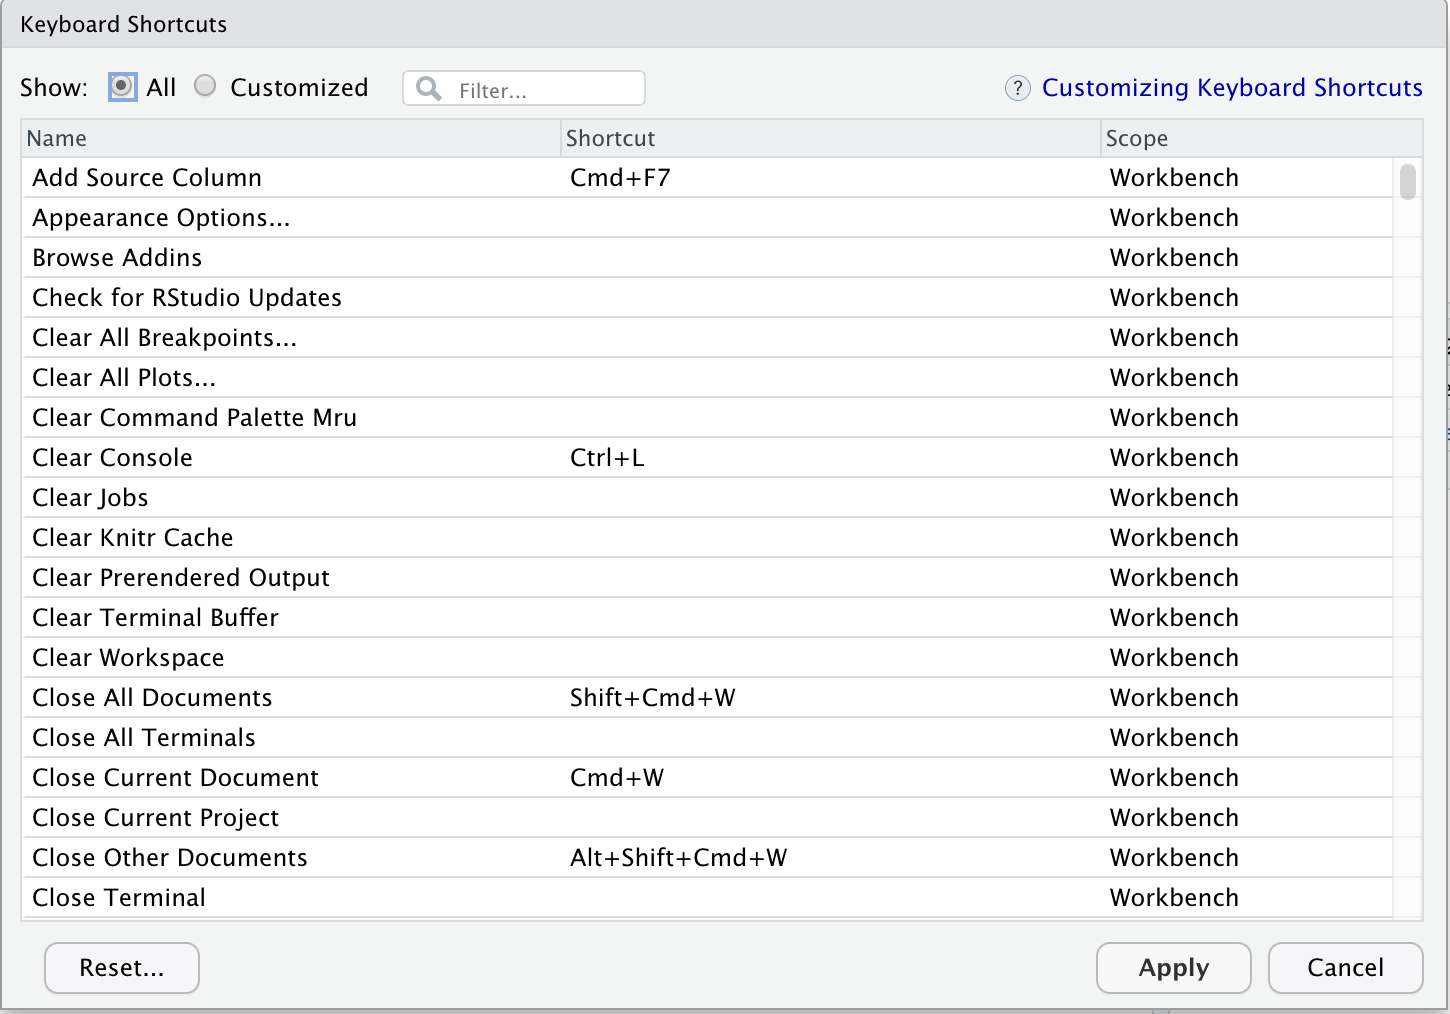 Keyboard Shortcuts
Show: All Customized Filter... ? Customizing Keyboard Shortcuts
Name Shortcut Scope
Add Source Column Cmd+F7 Workbench
Appearance Options... Workbench
Browse Addins Workbench
Check for RStudio Updates Workbench
Clear All Breakpoints... Workbench
Clear All Plots... Workbench
Clear Command Palette Mru Workbench
Clear Console Ctrl+L Workbench
Clear Jobs Workbench
Clear Knitr Cache Workbench
Clear Prerendered Output Workbench
Clear Terminal Buffer Workbench
Clear Workspace Workbench
Close All Documents Shift+Cmd+W Workbench
Close All Terminals Workbench
Close Current Document Cmd+W Workbench
Close Current Project Workbench
Close Other Documents Alt+Shift+Cmd+W Workbench
Close Terminal Workbench
Reset... Apply Cancel